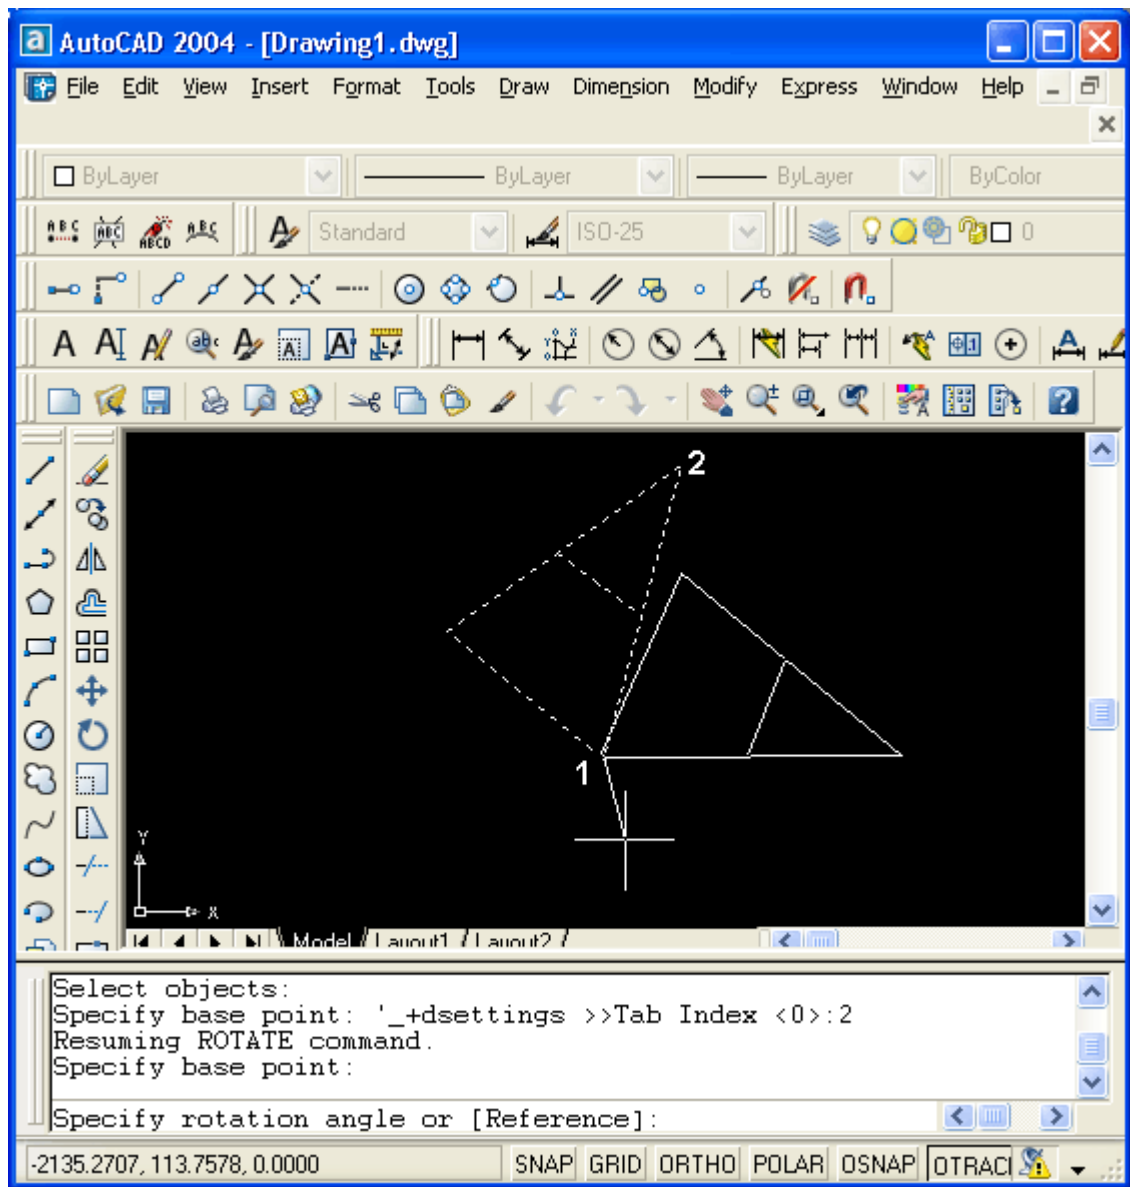 AutoCAD 2004 - [Drawing1.dwg]
File Edit View Insert Format Tools Draw Dimension Modify Express Window Help
ByLayer ByLayer ByLayer ByColor
Standard ISO-25 0
2
1
Y
X
Model Layout1 Layout2
Select objects:
Specify base point: '_+dsettings >>Tab Index <0>:2
Resuming ROTATE command.
Specify base point:
Specify rotation angle or [Reference]:
-2135.2707, 113.7578, 0.0000 SNAP GRID ORTHO POLAR OSNAP OTRAC